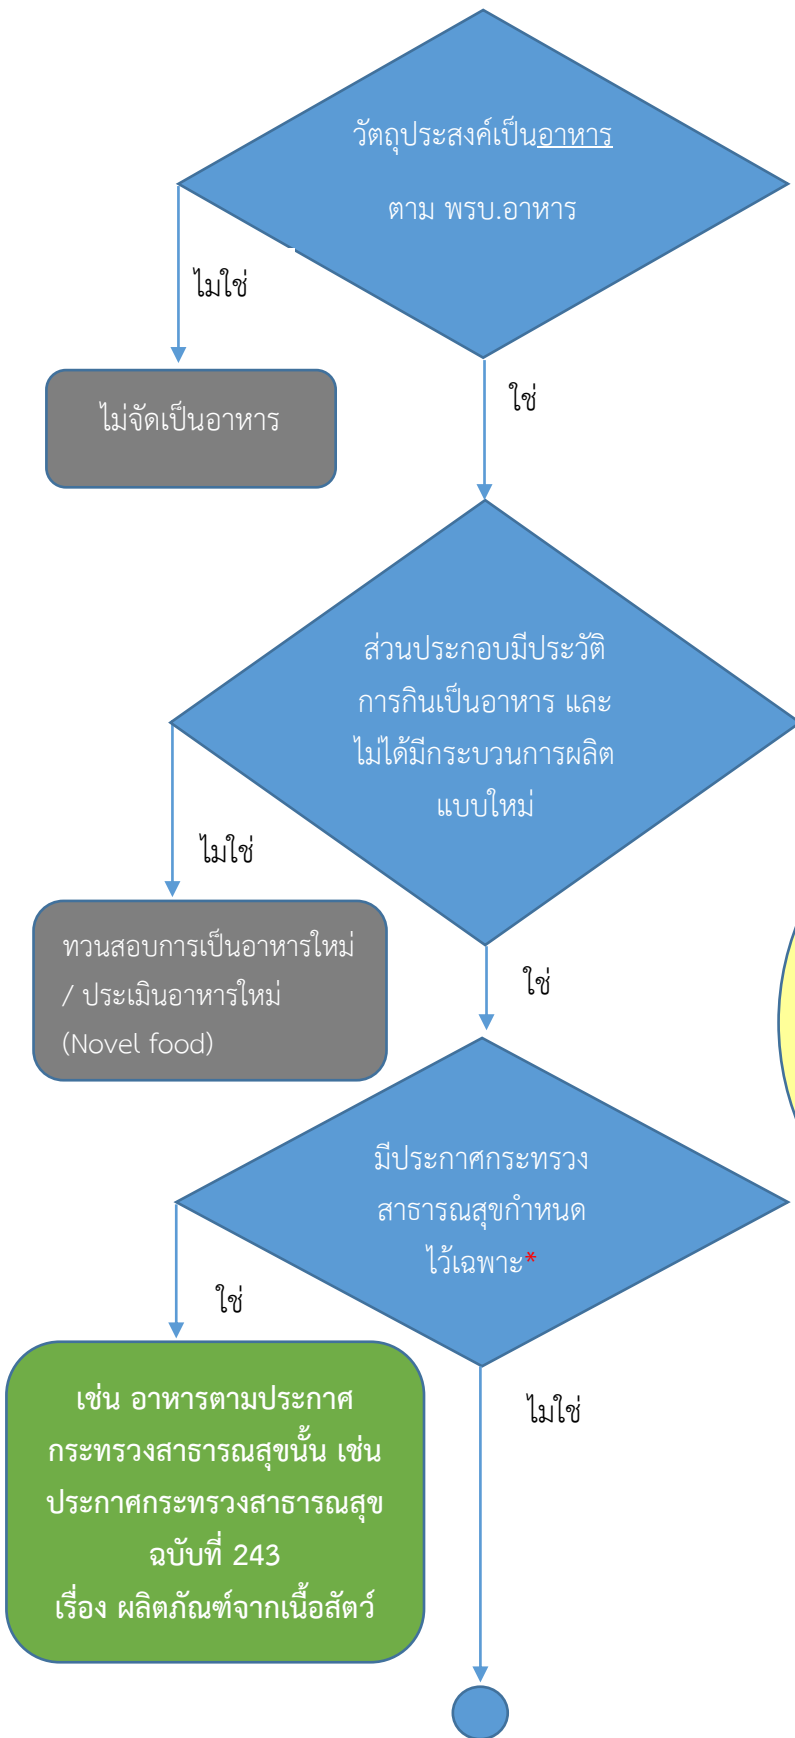 วัตถุประสงค์เป็นอาหาร
ตาม พรบ.อาหาร
ไม่ใช่
ใช่
ไม่จัดเป็นอาหาร
ส่วนประกอบมีประวัติ
การกินเป็นอาหาร และ
ไม่ได้มีกระบวนการผลิต
แบบใหม่
ไม่ใช่
ทวนสอบการเป็นอาหารใหม่
/ ประเมินอาหารใหม่
(Novel food)
ใช่
มีประกาศกระทรวง
สาธารณสุขกำหนด
ไว้เฉพาะ*
ใช่
เช่น อาหารตามประกาศ
กระทรวงสาธารณสุขนั้น เช่น
ประกาศกระทรวงสาธารณสุข
ฉบับที่ 243
เรื่อง ผลิตภัณฑ์จากเนื้อสัตว์
ไม่ใช่